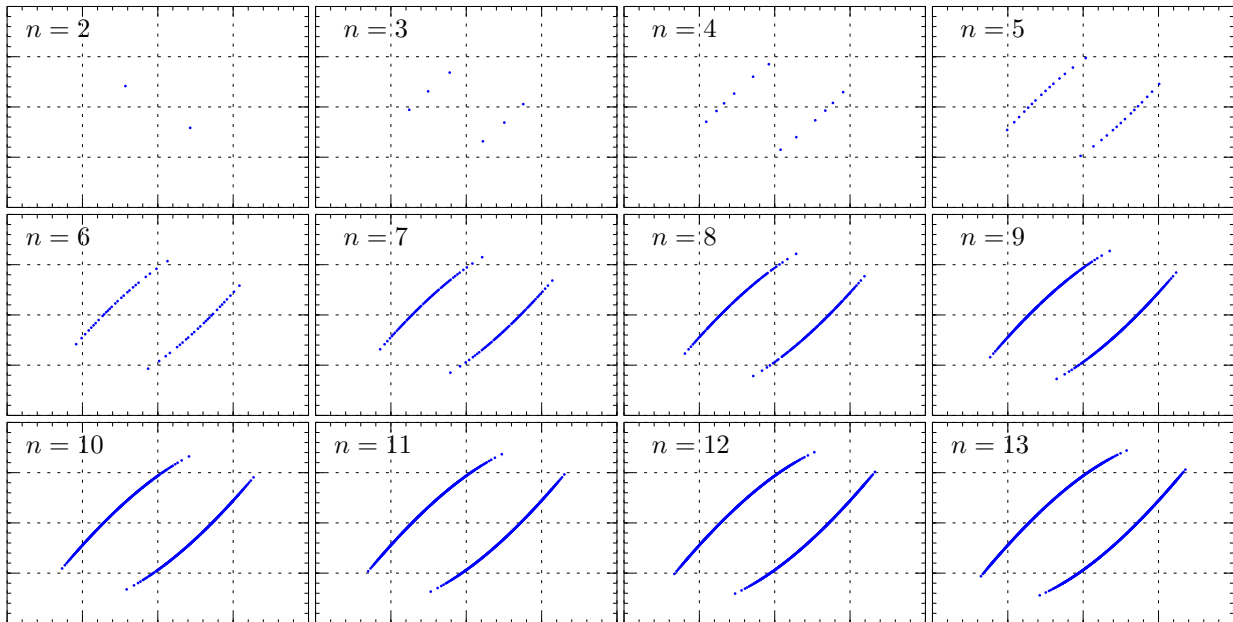 n = 2
n = 3
n = 4
n = 5
n = 6
n = 7
n = 8
n = 9
n = 10
n = 11
n = 12
n = 13